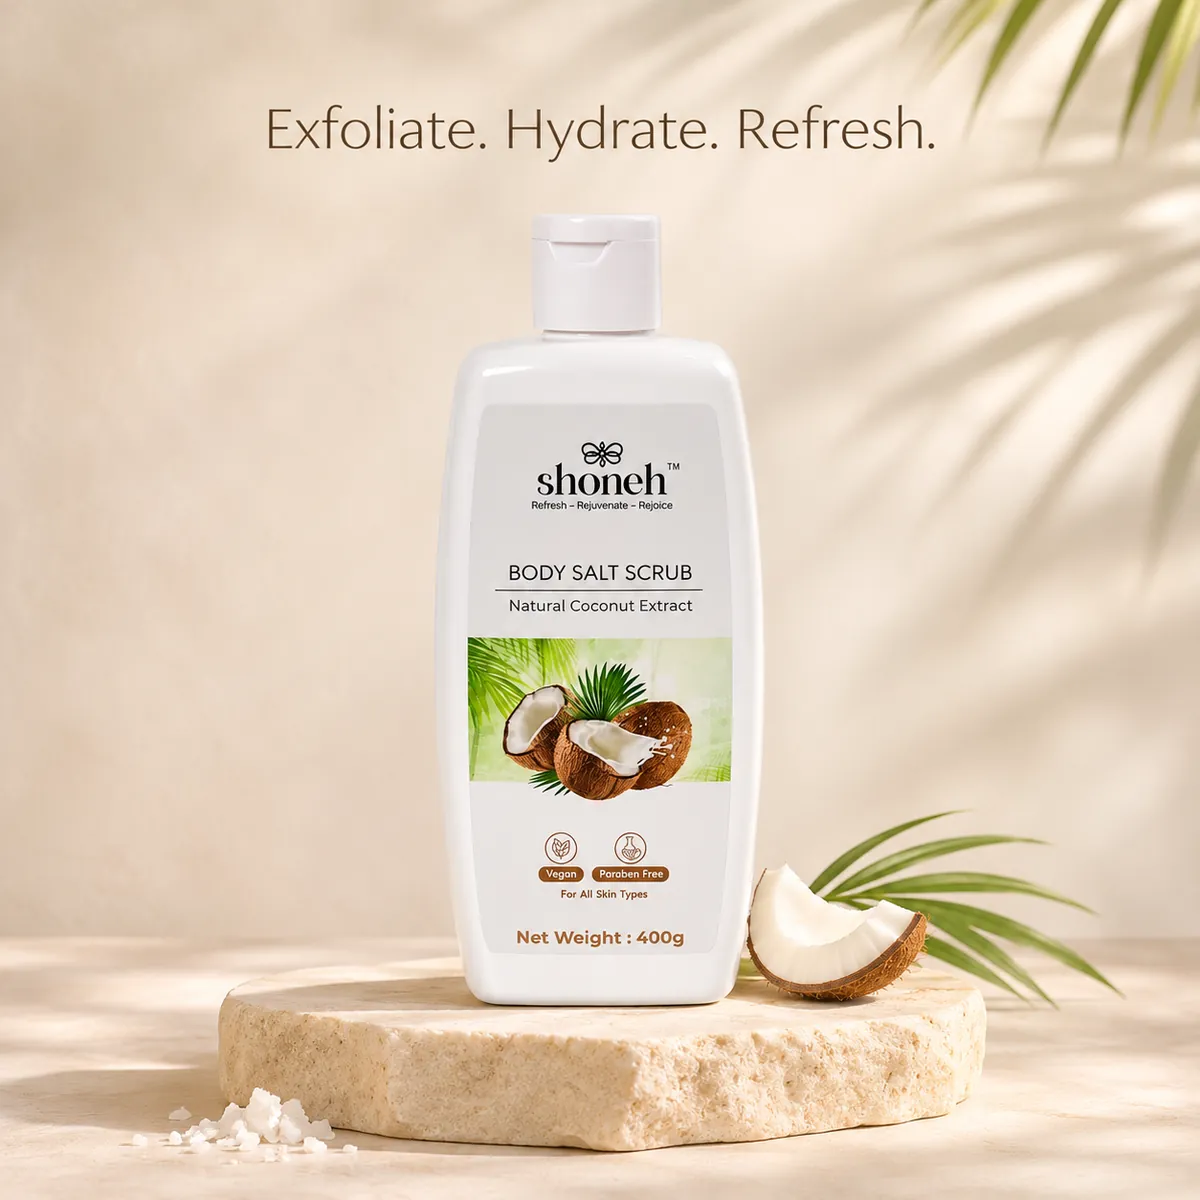 Exfoliate. Hydrate. Refresh.
shoneh™
Refresh – Rejuvenate – Rejoice
BODY SALT SCRUB
Natural Coconut Extract
Vegan
Paraben Free
For All Skin Types
Net Weight : 400g